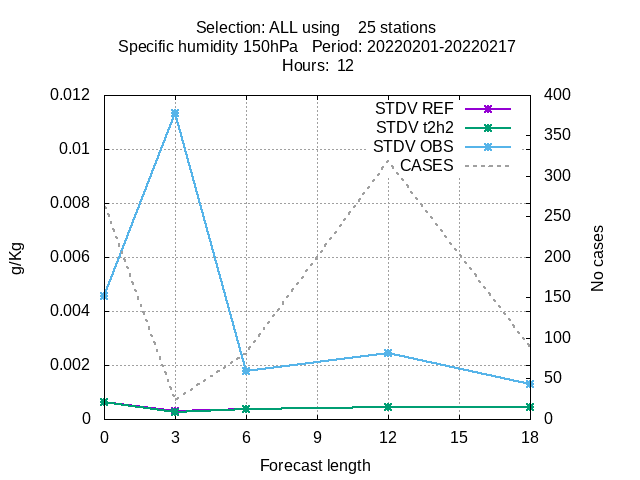 Selection: ALL using    25 stations
Specific humidity 150hPa   Period: 20220201-20220217
Hours:  12
STDV REF
STDV t2h2
STDV OBS
CASES
0.012
0.01
0.008
0.006
0.004
0.002
0
g/Kg
400
350
300
250
200
150
100
50
0
No cases
0 3 6 9 12 15 18
Forecast length